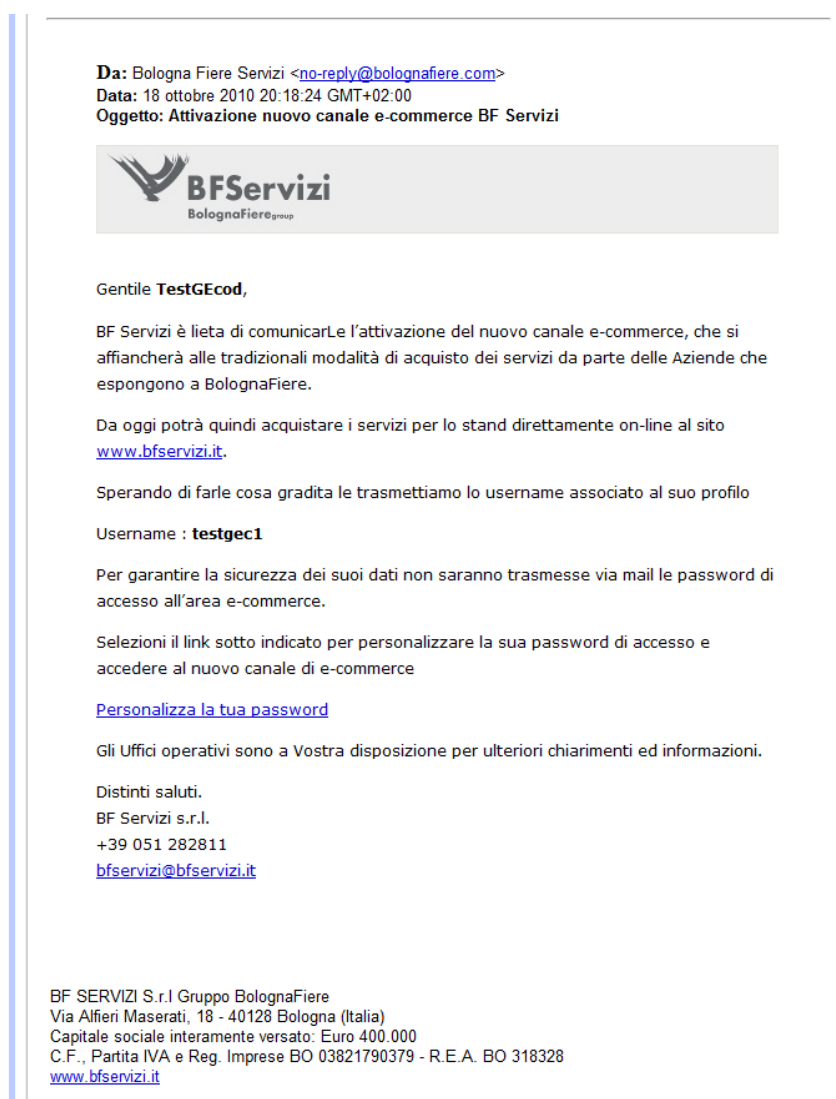 Da: Bologna Fiere Servizi <no-reply@bolognafiere.com>
Data: 18 ottobre 2010 20:18:24 GMT+02:00
Oggetto: Attivazione nuovo canale e-commerce BF Servizi
BFServizi
BolognaFiere group
Gentile TestGEcod,
BF Servizi è lieta di comunicarLe l'attivazione del nuovo canale e-commerce, che si
affiancherà alle tradizionali modalità di acquisto dei servizi da parte delle Aziende che
espongono a BolognaFiere.
Da oggi potrà quindi acquistare i servizi per lo stand direttamente on-line al sito
www.bfservizi.it.
Sperando di farle cosa gradita le trasmettiamo lo username associato al suo profilo
Username : testgec1
Per garantire la sicurezza dei suoi dati non saranno trasmesse via mail le password di
accesso all'area e-commerce.
Selezioni il link sotto indicato per personalizzare la sua password di accesso e
accedere al nuovo canale di e-commerce
Personalizza la tua password
Gli Uffici operativi sono a Vostra disposizione per ulteriori chiarimenti ed informazioni.
Distinti saluti.
BF Servizi s.r.l.
+39 051 282811
bfservizi@bfservizi.it
BF SERVIZI S.r.l Gruppo BolognaFiere
Via Alfieri Maserati, 18 - 40128 Bologna (Italia)
Capitale sociale interamente versato: Euro 400.000
C.F., Partita IVA e Reg. Imprese BO 03821790379 - R.E.A. BO 318328
www.bfservizi.it